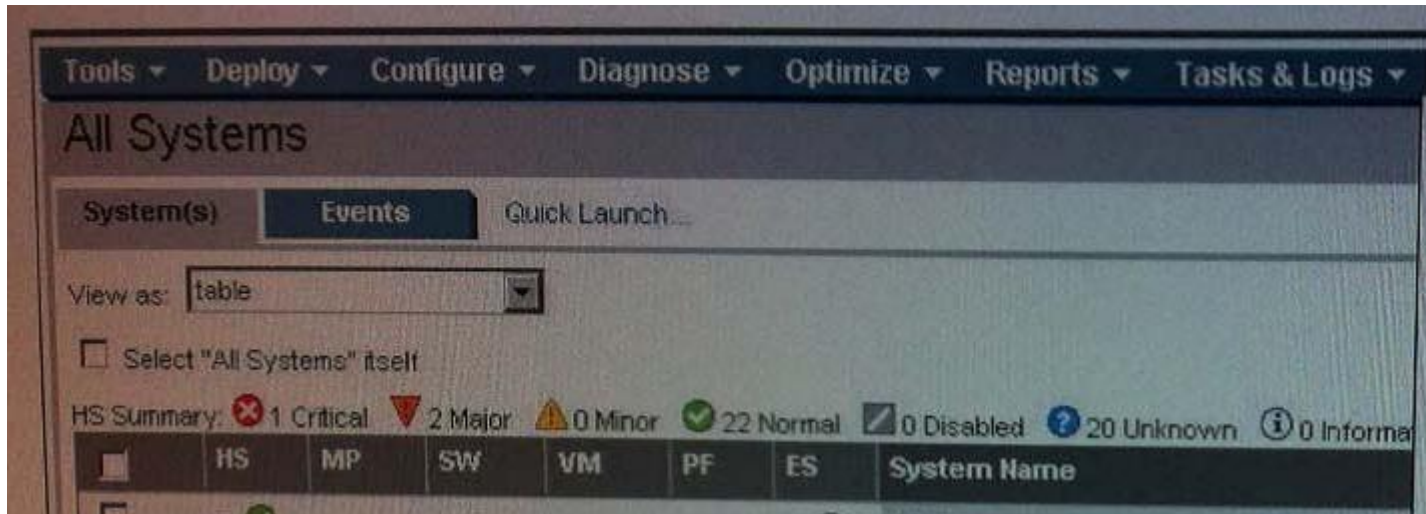 Tools Deploy Configure Diagnose Optimize Reports Tasks & Logs
All Systems
System(s) Events Quick Launch...
View as: table
Select "All Systems" itself
HS Summary: 1 Critical 2 Major 0 Minor 22 Normal 0 Disabled 20 Unknown 0 Informa
HS MP SW VM PF ES System Name